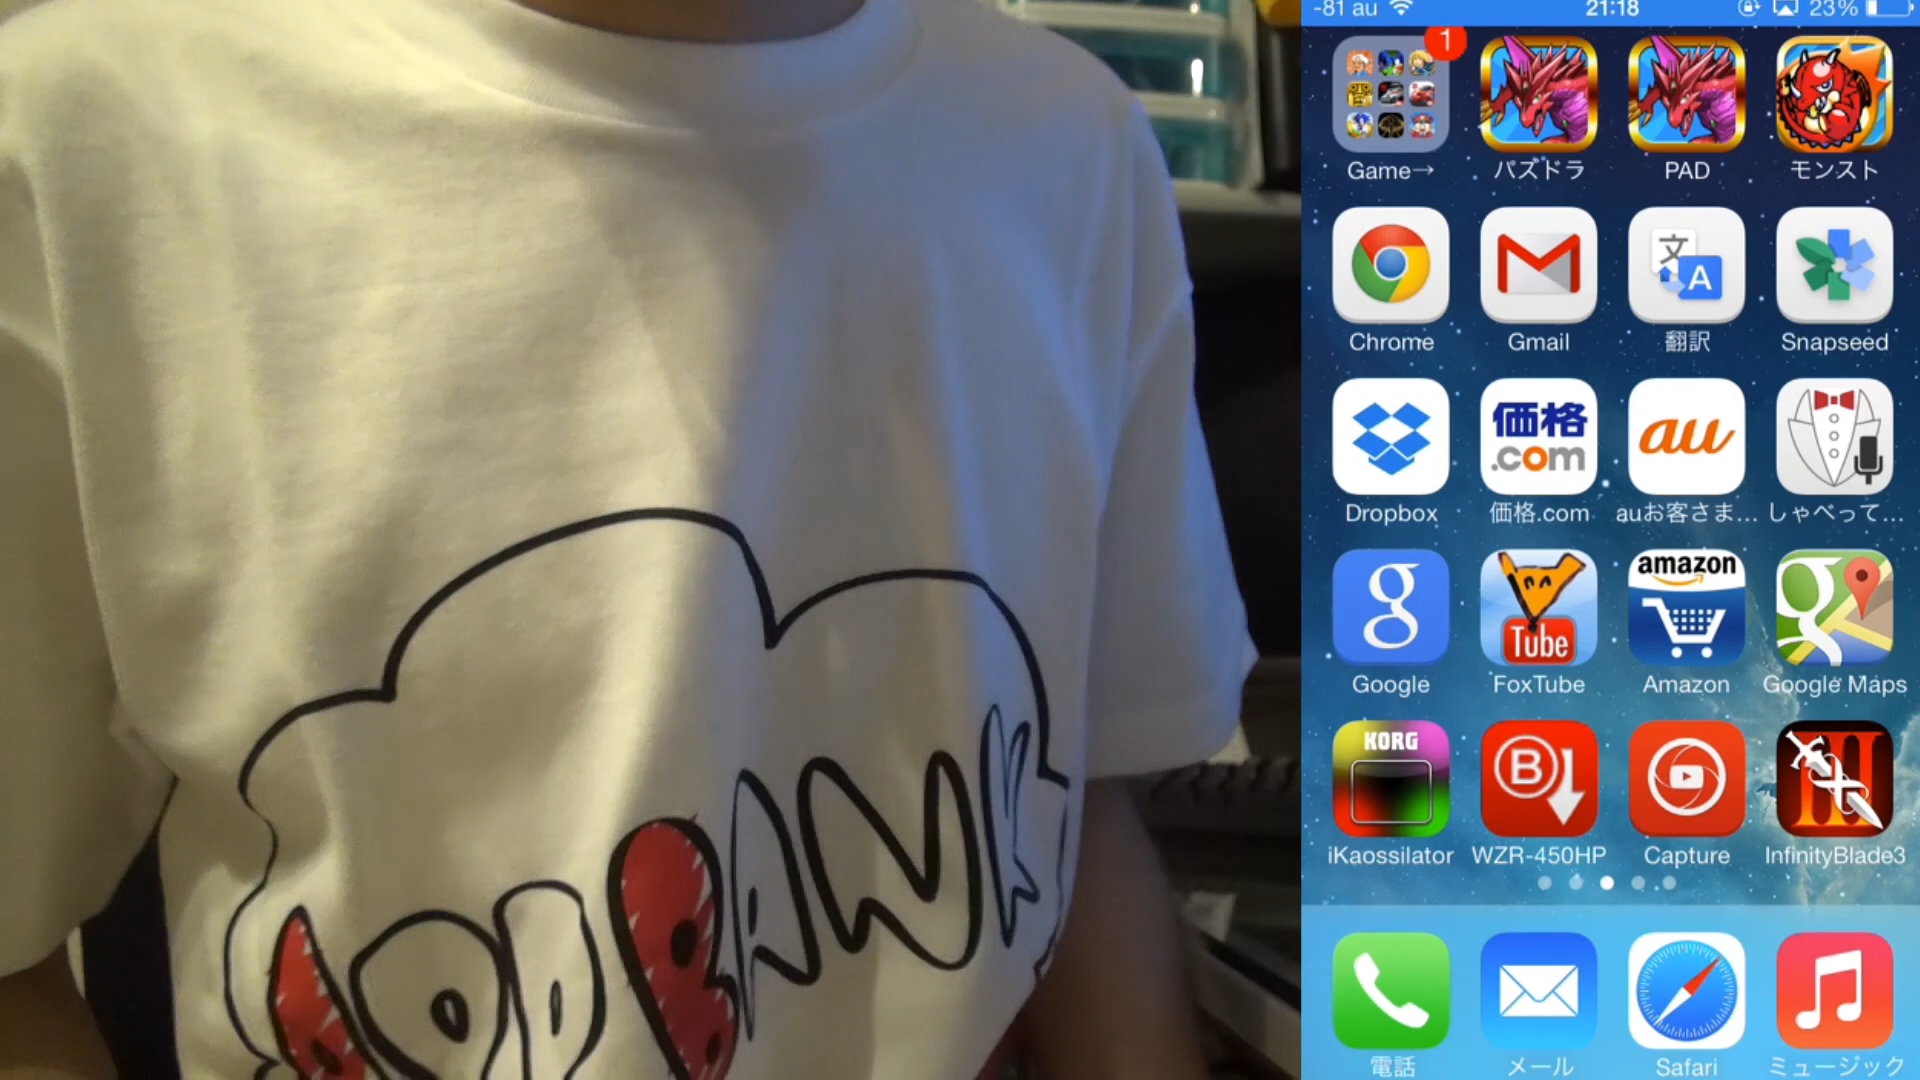 APPBANK
-81 au 21:18 23%
1
Game→ パズドラ PAD モンスト
文 A
Chrome Gmail 翻訳 Snapseed
価格.com au
Dropbox 価格.com auお客さま... しゃべって...
g Tube amazon g
Google FoxTube Amazon Google Maps
KORG B III
iKaossilator WZR-450HP Capture InfinityBlade3
電話 メール Safari ミュージック